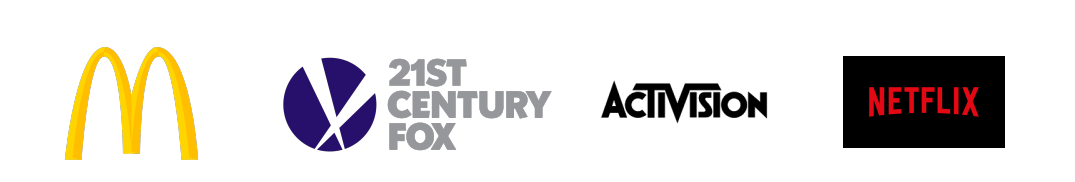 M
21ST
CENTURY
FOX
ACTIVISION
NETFLIX